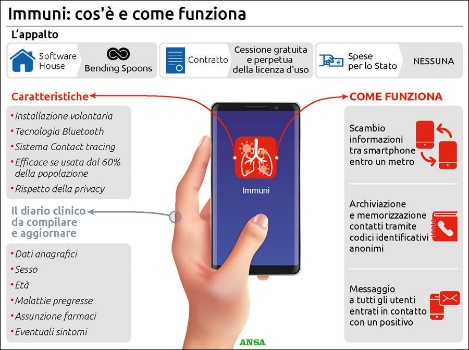 Immuni: cos'è e come funziona
L'appalto
Software
House
Bending Spoons
Contratto
Cessione gratuita
e perpetua
della licenza d'uso
Spese
per lo Stato
NESSUNA
Caratteristiche
• Installazione volontaria
• Tecnologia Bluetooth
• Sistema Contact tracing
• Efficace se usata dal 60%
della popolazione
• Rispetto della privacy
Il diario clinico
da compilare
e aggiornare
• Dati anagrafici
• Sesso
• Età
• Malattie pregresse
• Assunzione farmaci
• Eventuali sintomi
Immuni
COME FUNZIONA
Scambio
informazioni
tra smartphone
entro un metro
Archiviazione
e memorizzazione
contatti tramite
codici identificativi
anonimi
Messaggio
a tutti gli utenti
entrati in contatto
con un positivo
ANSA